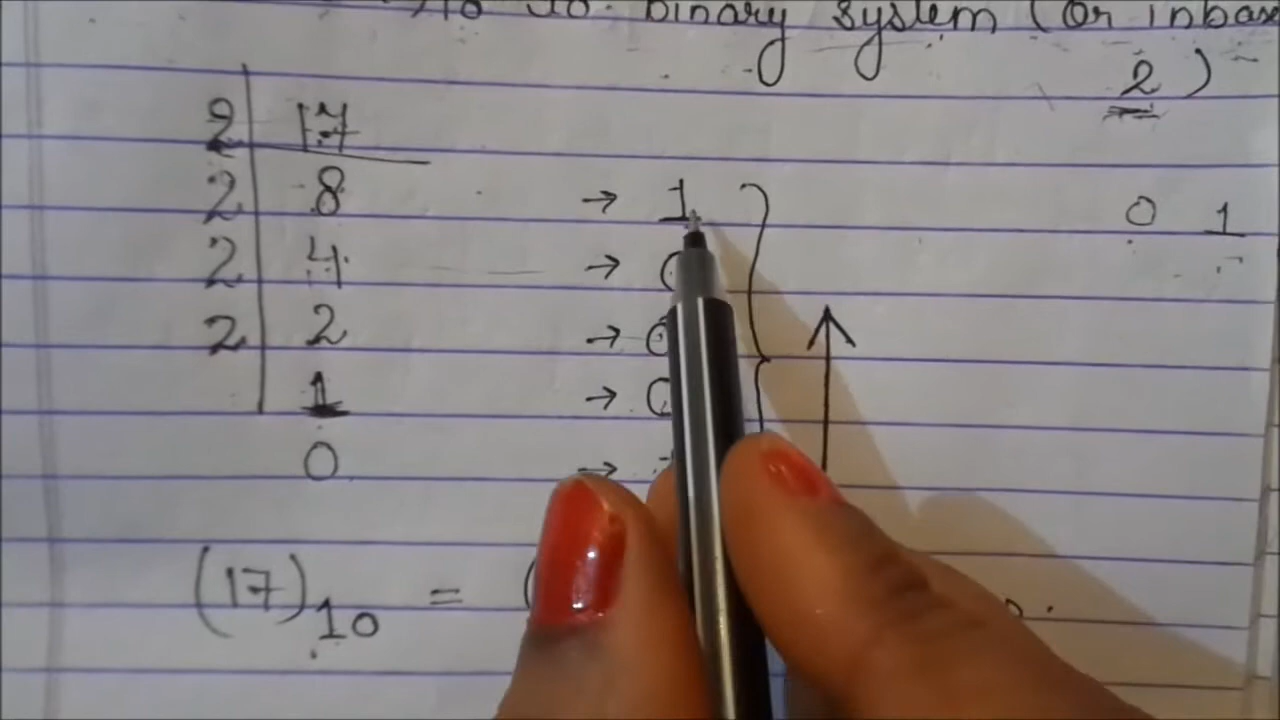 binary system (or in base
2)
2 17
2 8 → 1
0 1
2 4 → 0
2 2 → 0
1 → 0
0 →
(17)10 = (